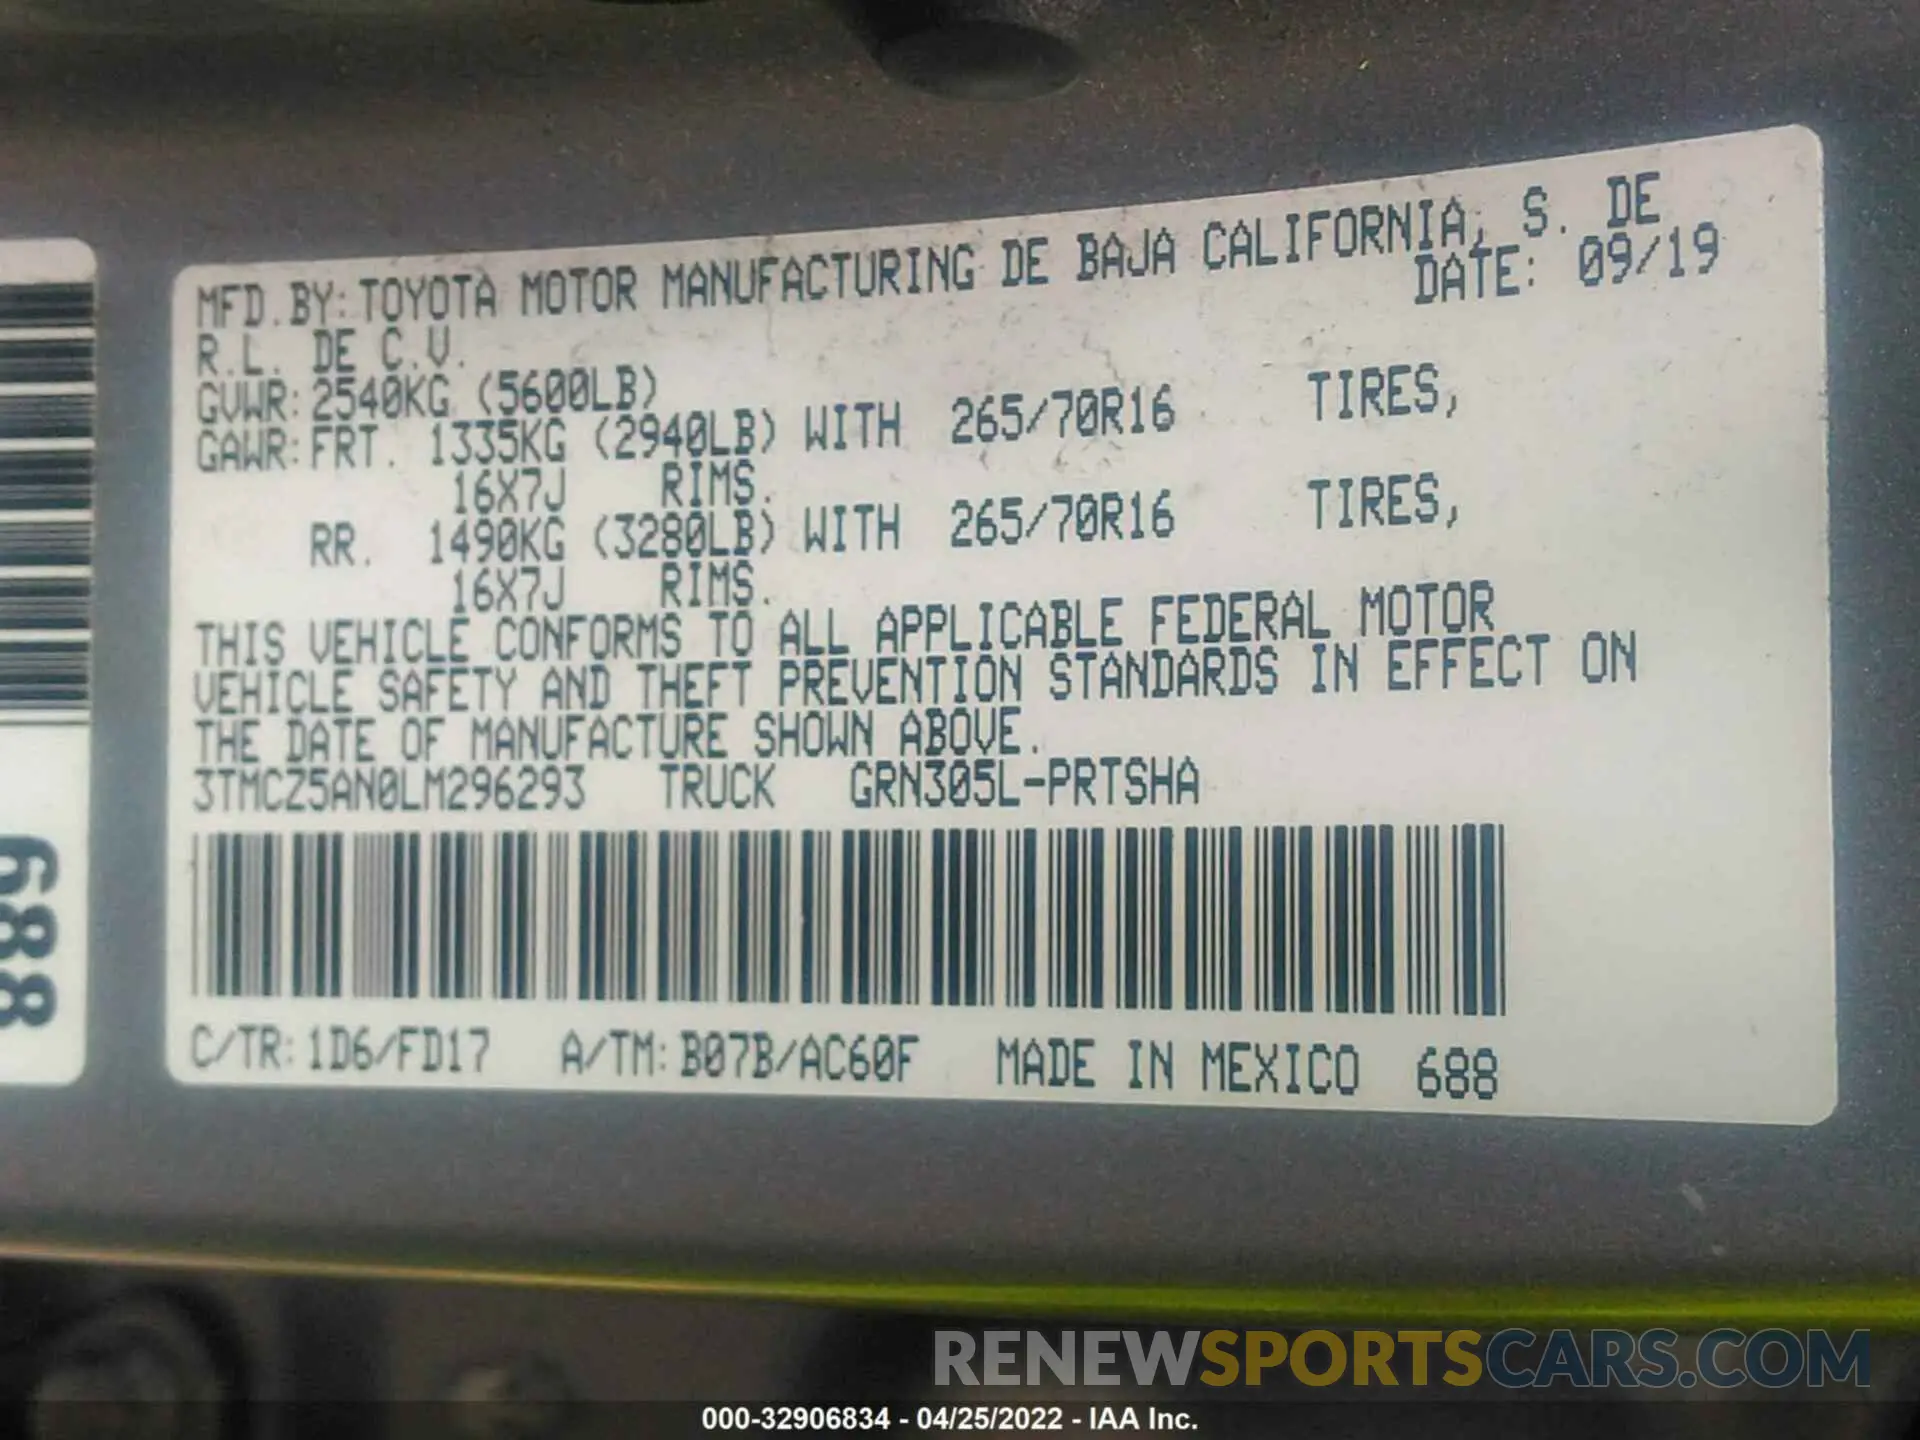 MFD.BY:TOYOTA MOTOR MANUFACTURING DE BAJA CALIFORNIA, S. DE
R.L. DE C.V. DATE: 09/19
GVWR:2540KG (5600LB)
GAWR:FRT. 1335KG (2940LB) WITH 265/70R16 TIRES,
16X7J RIMS.
RR. 1490KG (3280LB) WITH 265/70R16 TIRES,
16X7J RIMS.
THIS VEHICLE CONFORMS TO ALL APPLICABLE FEDERAL MOTOR
VEHICLE SAFETY AND THEFT PREVENTION STANDARDS IN EFFECT ON
THE DATE OF MANUFACTURE SHOWN ABOVE.
3TMCZ5AN0LM296293 TRUCK GRN305L-PRTSHA
C/TR:1D6/FD17 A/TM:B07B/AC60F MADE IN MEXICO 688
688
RENEWSPORTSCARS.COM
000-32906834 - 04/25/2022 - IAA Inc.